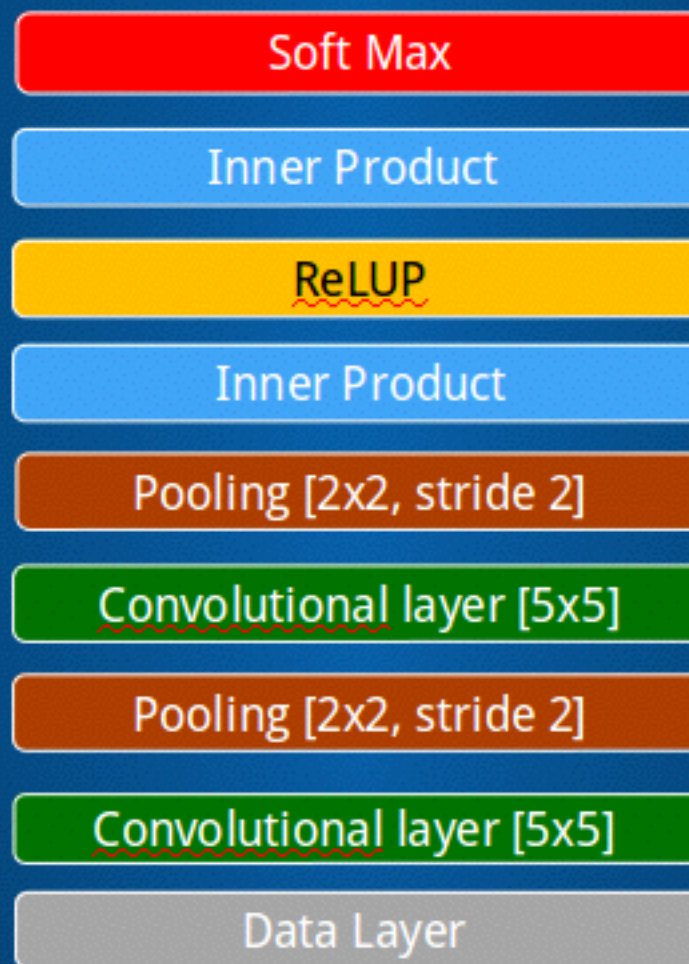 Soft Max
Inner Product
ReLUP
Inner Product
Pooling [2x2, stride 2]
Convolutional layer [5x5]
Pooling [2x2, stride 2]
Convolutional layer [5x5]
Data Layer